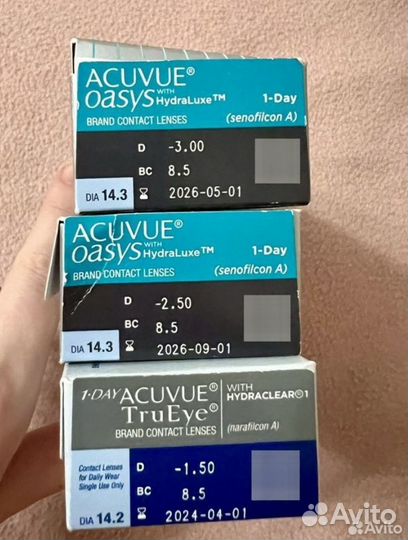 ACUVUE®
OASYS WITH HydraLuxe™ 1-Day
BRAND CONTACT LENSES (senofilcon A)
D -3.00
BC 8.5
DIA 14.3 2026-05-01
ACUVUE®
OASYS WITH HydraLuxe™ 1-Day
BRAND CONTACT LENSES (senofilcon A)
D -2.50
BC 8.5
DIA 14.3 2026-09-01
1·DAY ACUVUE® WITH
TruEye® HYDRACLEAR®1
BRAND CONTACT LENSES (narafilcon A)
Contact Lenses
for Daily Wear
Single Use Only
D -1.50
BC 8.5
DIA 14.2 2024-04-01
Avito